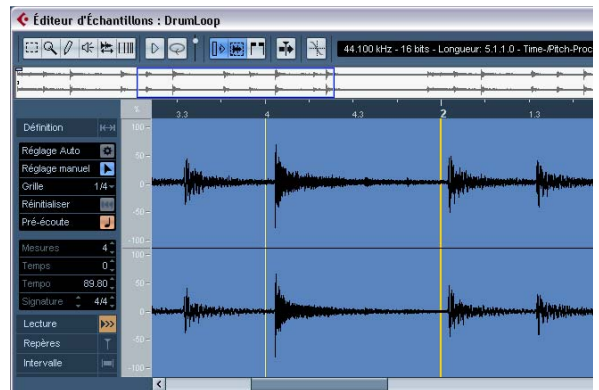 Éditeur d'Échantillons : DrumLoop
44.100 kHz - 16 bits - Longueur: 5.1.1.0 - Time-/Pitch-Proc
% 3.3 4 4.3 2 1.3
Définition
Réglage Auto
Réglage manuel
Grille 1/4
Réinitialiser
Pré-écoute
Mesures 4
Temps 0
Tempo 89.80
Signature 4/4
Lecture
Repères
Intervalle
100
50
0
-50
-100
100
50
0
-50
-100